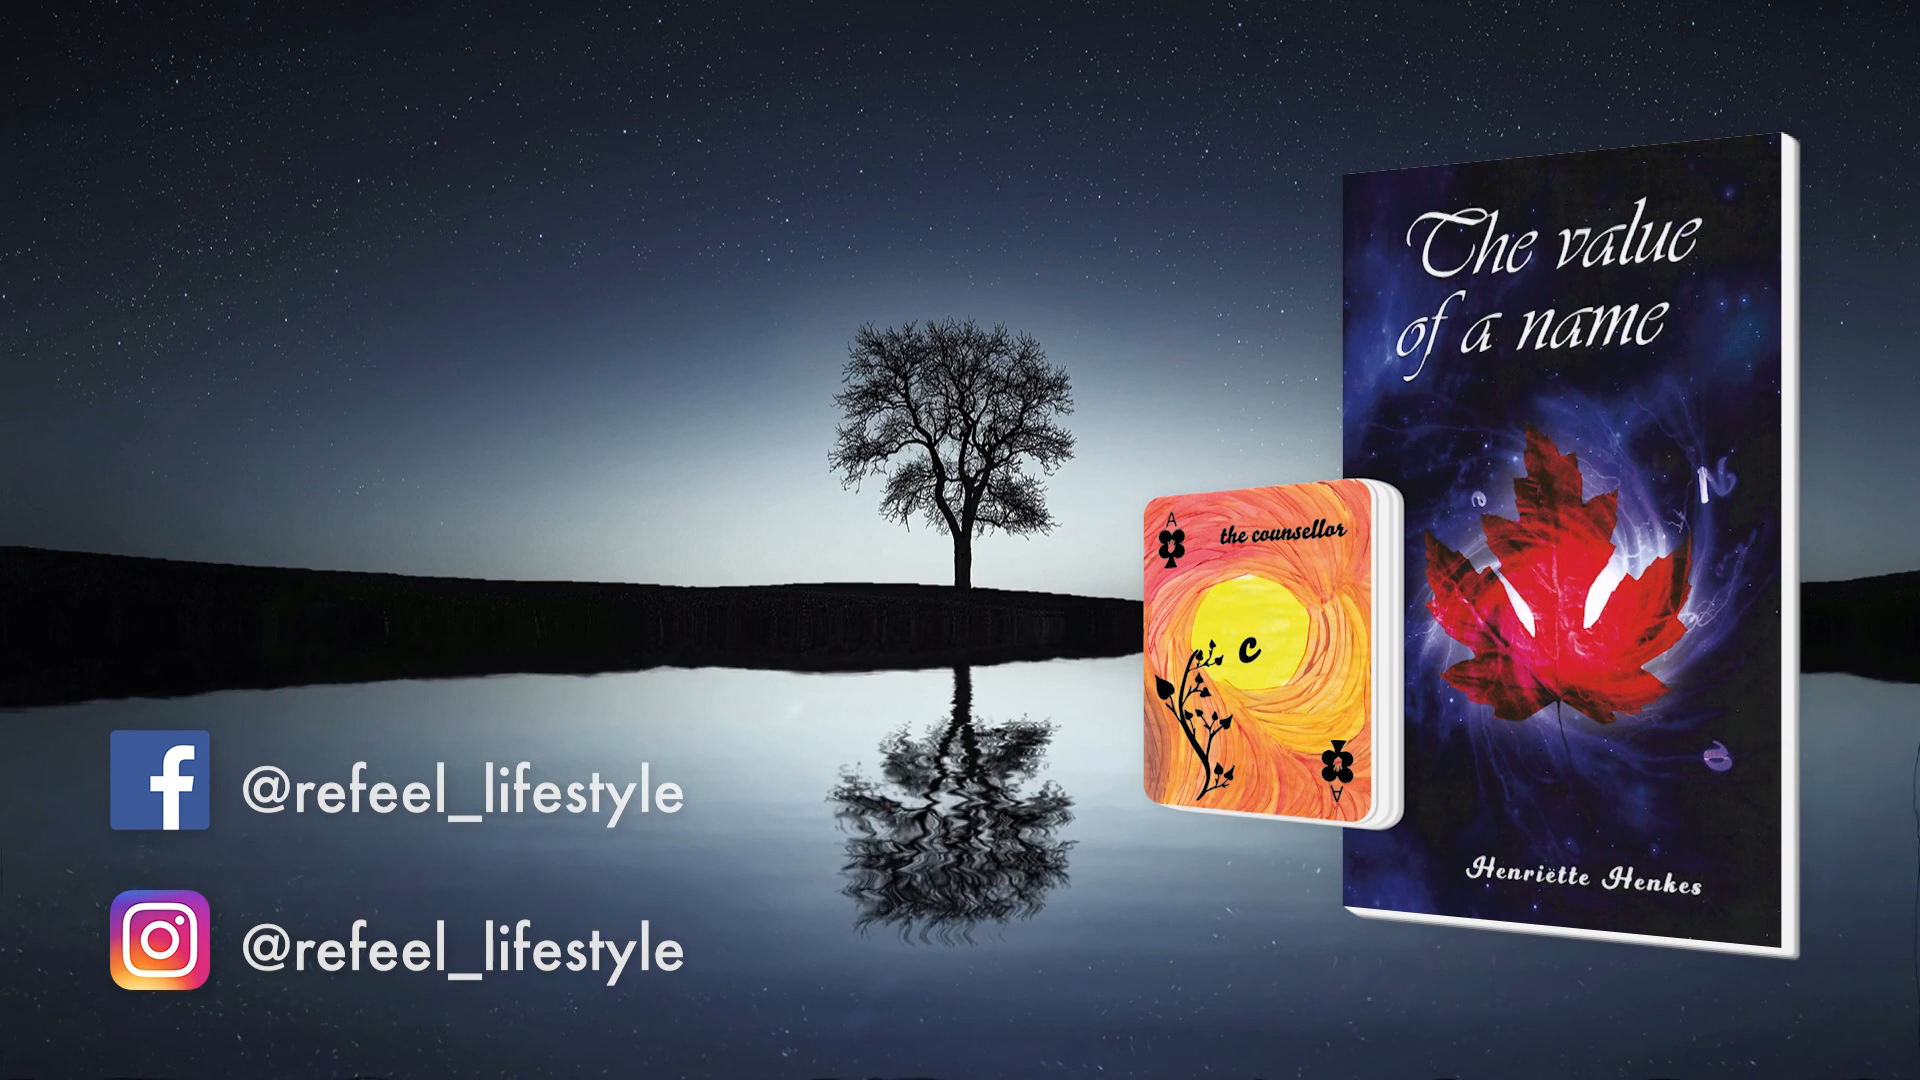 The value
of a name
A
the counsellor
c
A
e
N
a
Henriëtte Henkes
@refeel_lifestyle
@refeel_lifestyle